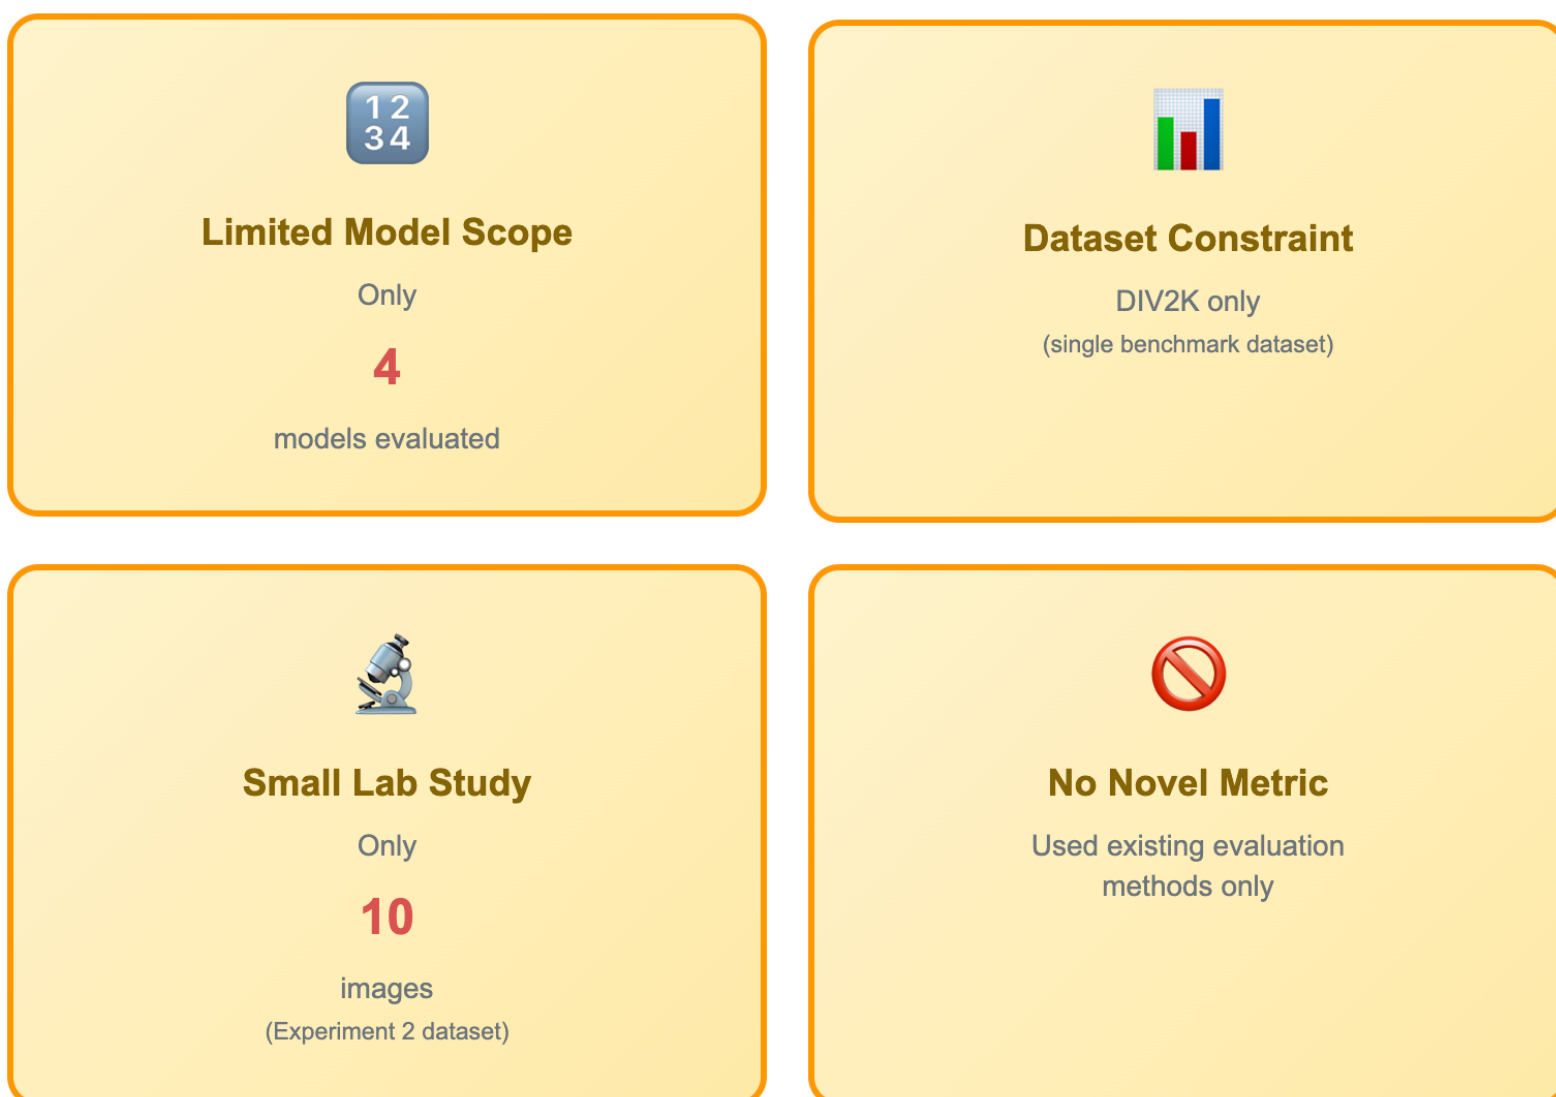 1 2
3 4
Limited Model Scope
Only
4
models evaluated
Dataset Constraint
DIV2K only
(single benchmark dataset)
Small Lab Study
Only
10
images
(Experiment 2 dataset)
No Novel Metric
Used existing evaluation
methods only